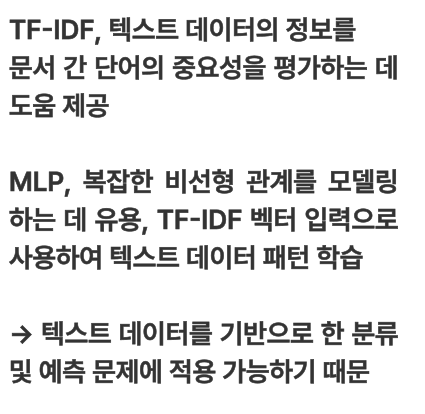 TF-IDF, 텍스트 데이터의 정보를
문서 간 단어의 중요성을 평가하는 데
도움 제공
MLP, 복잡한 비선형 관계를 모델링
하는 데 유용, TF-IDF 벡터 입력으로
사용하여 텍스트 데이터 패턴 학습
→ 텍스트 데이터를 기반으로 한 분류
및 예측 문제에 적용 가능하기 때문